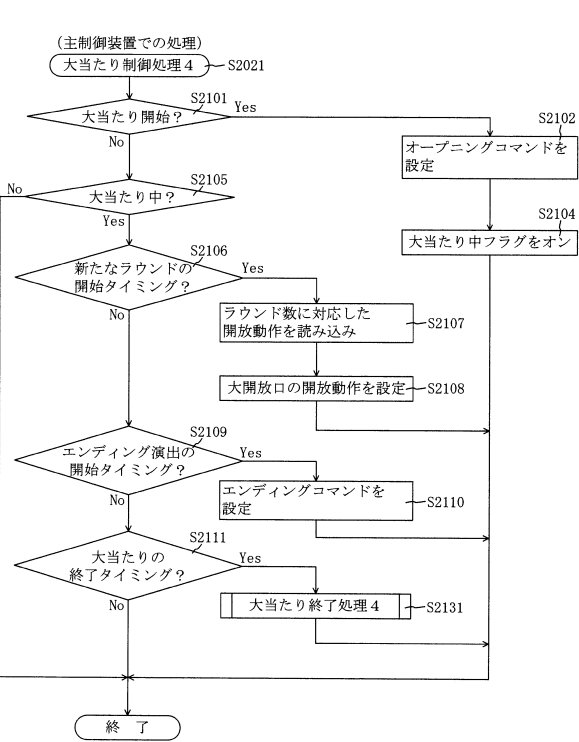 (主制御装置での処理)
大当たり制御処理4
S2021
S2101
大当たり開始?
Yes
No
S2102
オープニングコマンドを
設定
S2105
No
大当たり中?
Yes
S2104
大当たり中フラグをオン
S2106
新たなラウンドの
開始タイミング?
Yes
No
ラウンド数に対応した
開放動作を読み込み
S2107
大開放口の開放動作を設定
S2108
S2109
エンディング演出の
開始タイミング?
Yes
No
エンディングコマンドを
設定
S2110
S2111
大当たりの
終了タイミング?
Yes
No
大当たり終了処理4
S2131
終 了